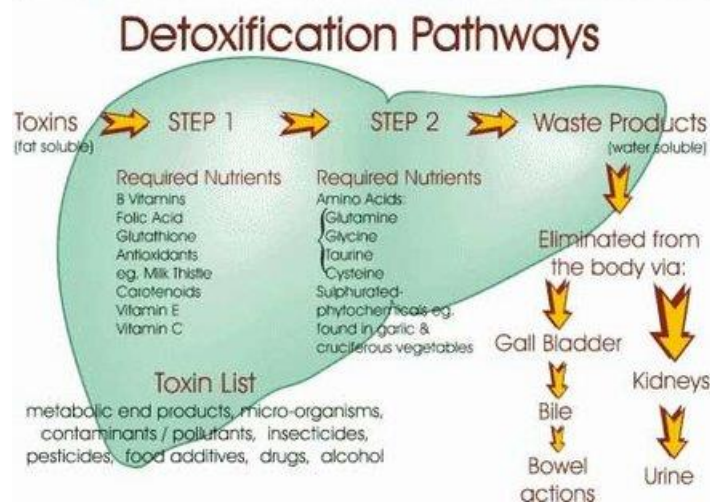 Detoxification Pathways
Toxins
(fat soluble)
STEP 1
STEP 2
Waste Products
(water soluble)
Required Nutrients
B Vitamins
Folic Acid
Glutathione
Antioxidants
eg. Milk Thistle
Carotenoids
Vitamin E
Vitamin C
Required Nutrients
Amino Acids:
Glutamine
Glycine
Taurine
Cysteine
Sulphurated-
phytochemicals eg.
found in garlic &
cruciferous vegetables
Eliminated from
the body via:
Gall Bladder
Bile
Bowel
actions
Kidneys
Urine
Toxin List
metabolic end products, micro-organisms,
contaminants / pollutants, insecticides,
pesticides, food additives, drugs, alcohol